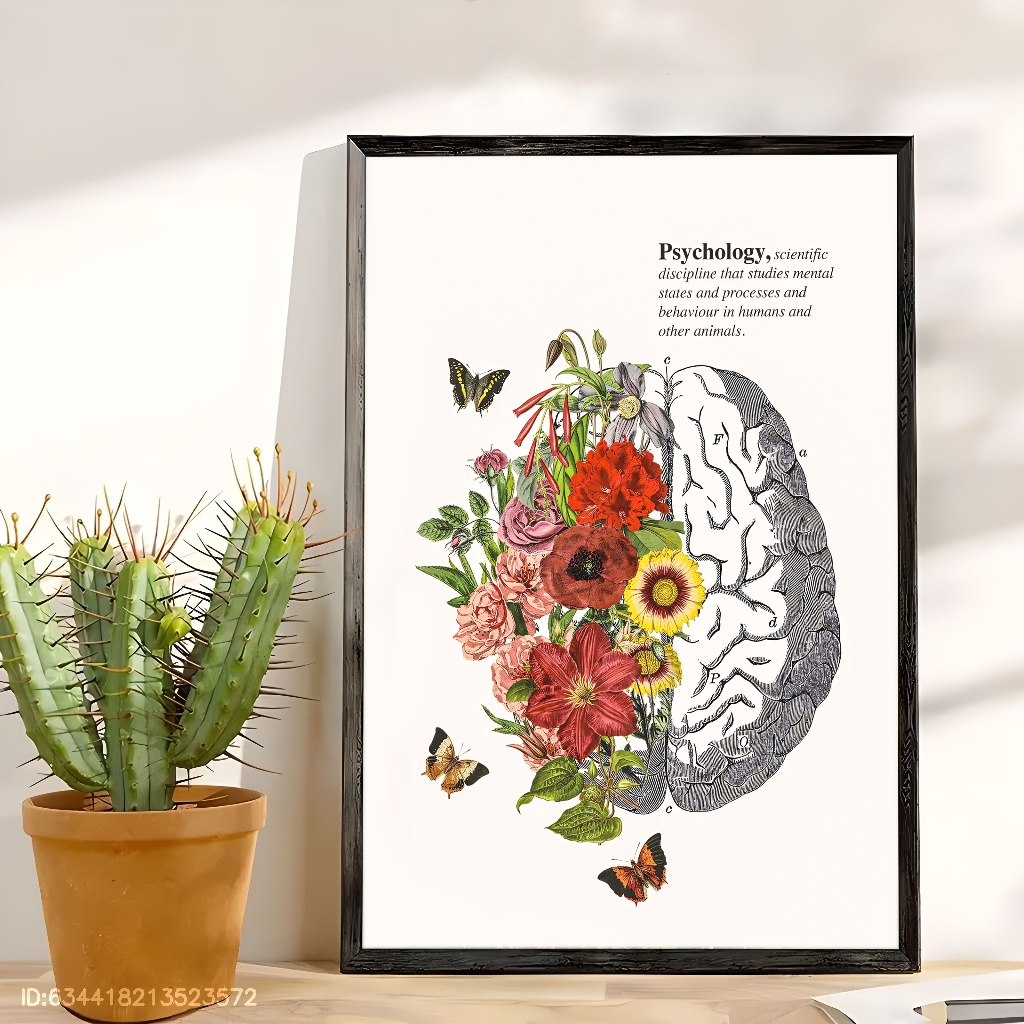 Psychology, scientific
discipline that studies mental
states and processes and
behaviour in humans and
other animals.
c
F
a
d
P
O
c
ID:634418213523572